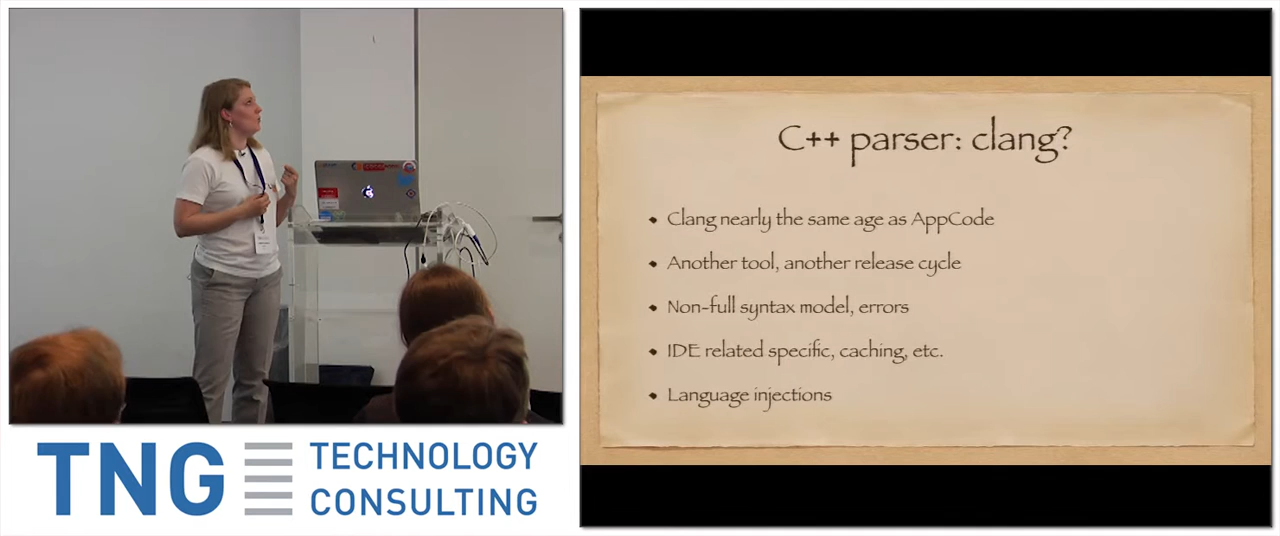 C++ parser: clang?
• Clang nearly the same age as AppCode
• Another tool, another release cycle
• Non-full syntax model, errors
• IDE related specific, caching, etc.
• Language injections
TNG TECHNOLOGY
CONSULTING